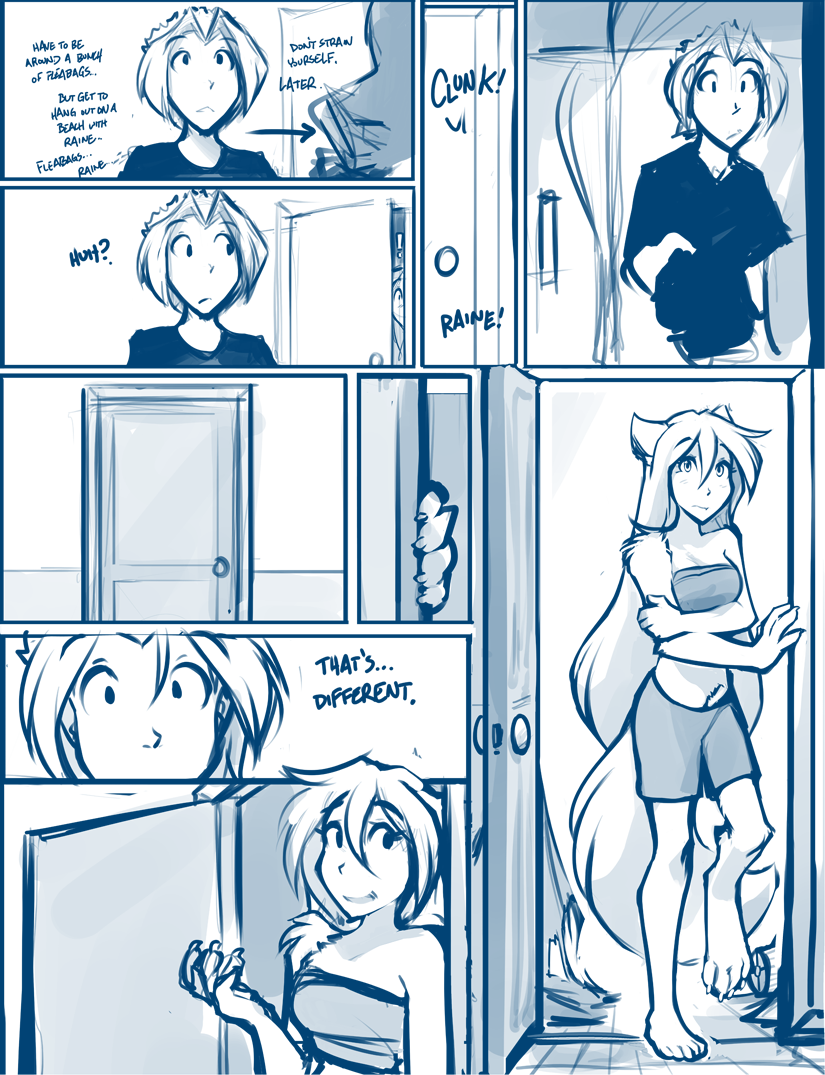 HAVE TO BE
AROUND A BUNCH
OF FLEABAGS..
BUT GET TO
HANG OUT ON A
BEACH WITH
RAINE..
FLEABAGS...
RAINE...
DON'T STRAIN
YOURSELF.
LATER..
CLUNK!
RAINE!
HUH?
!
THAT'S...
DIFFERENT.